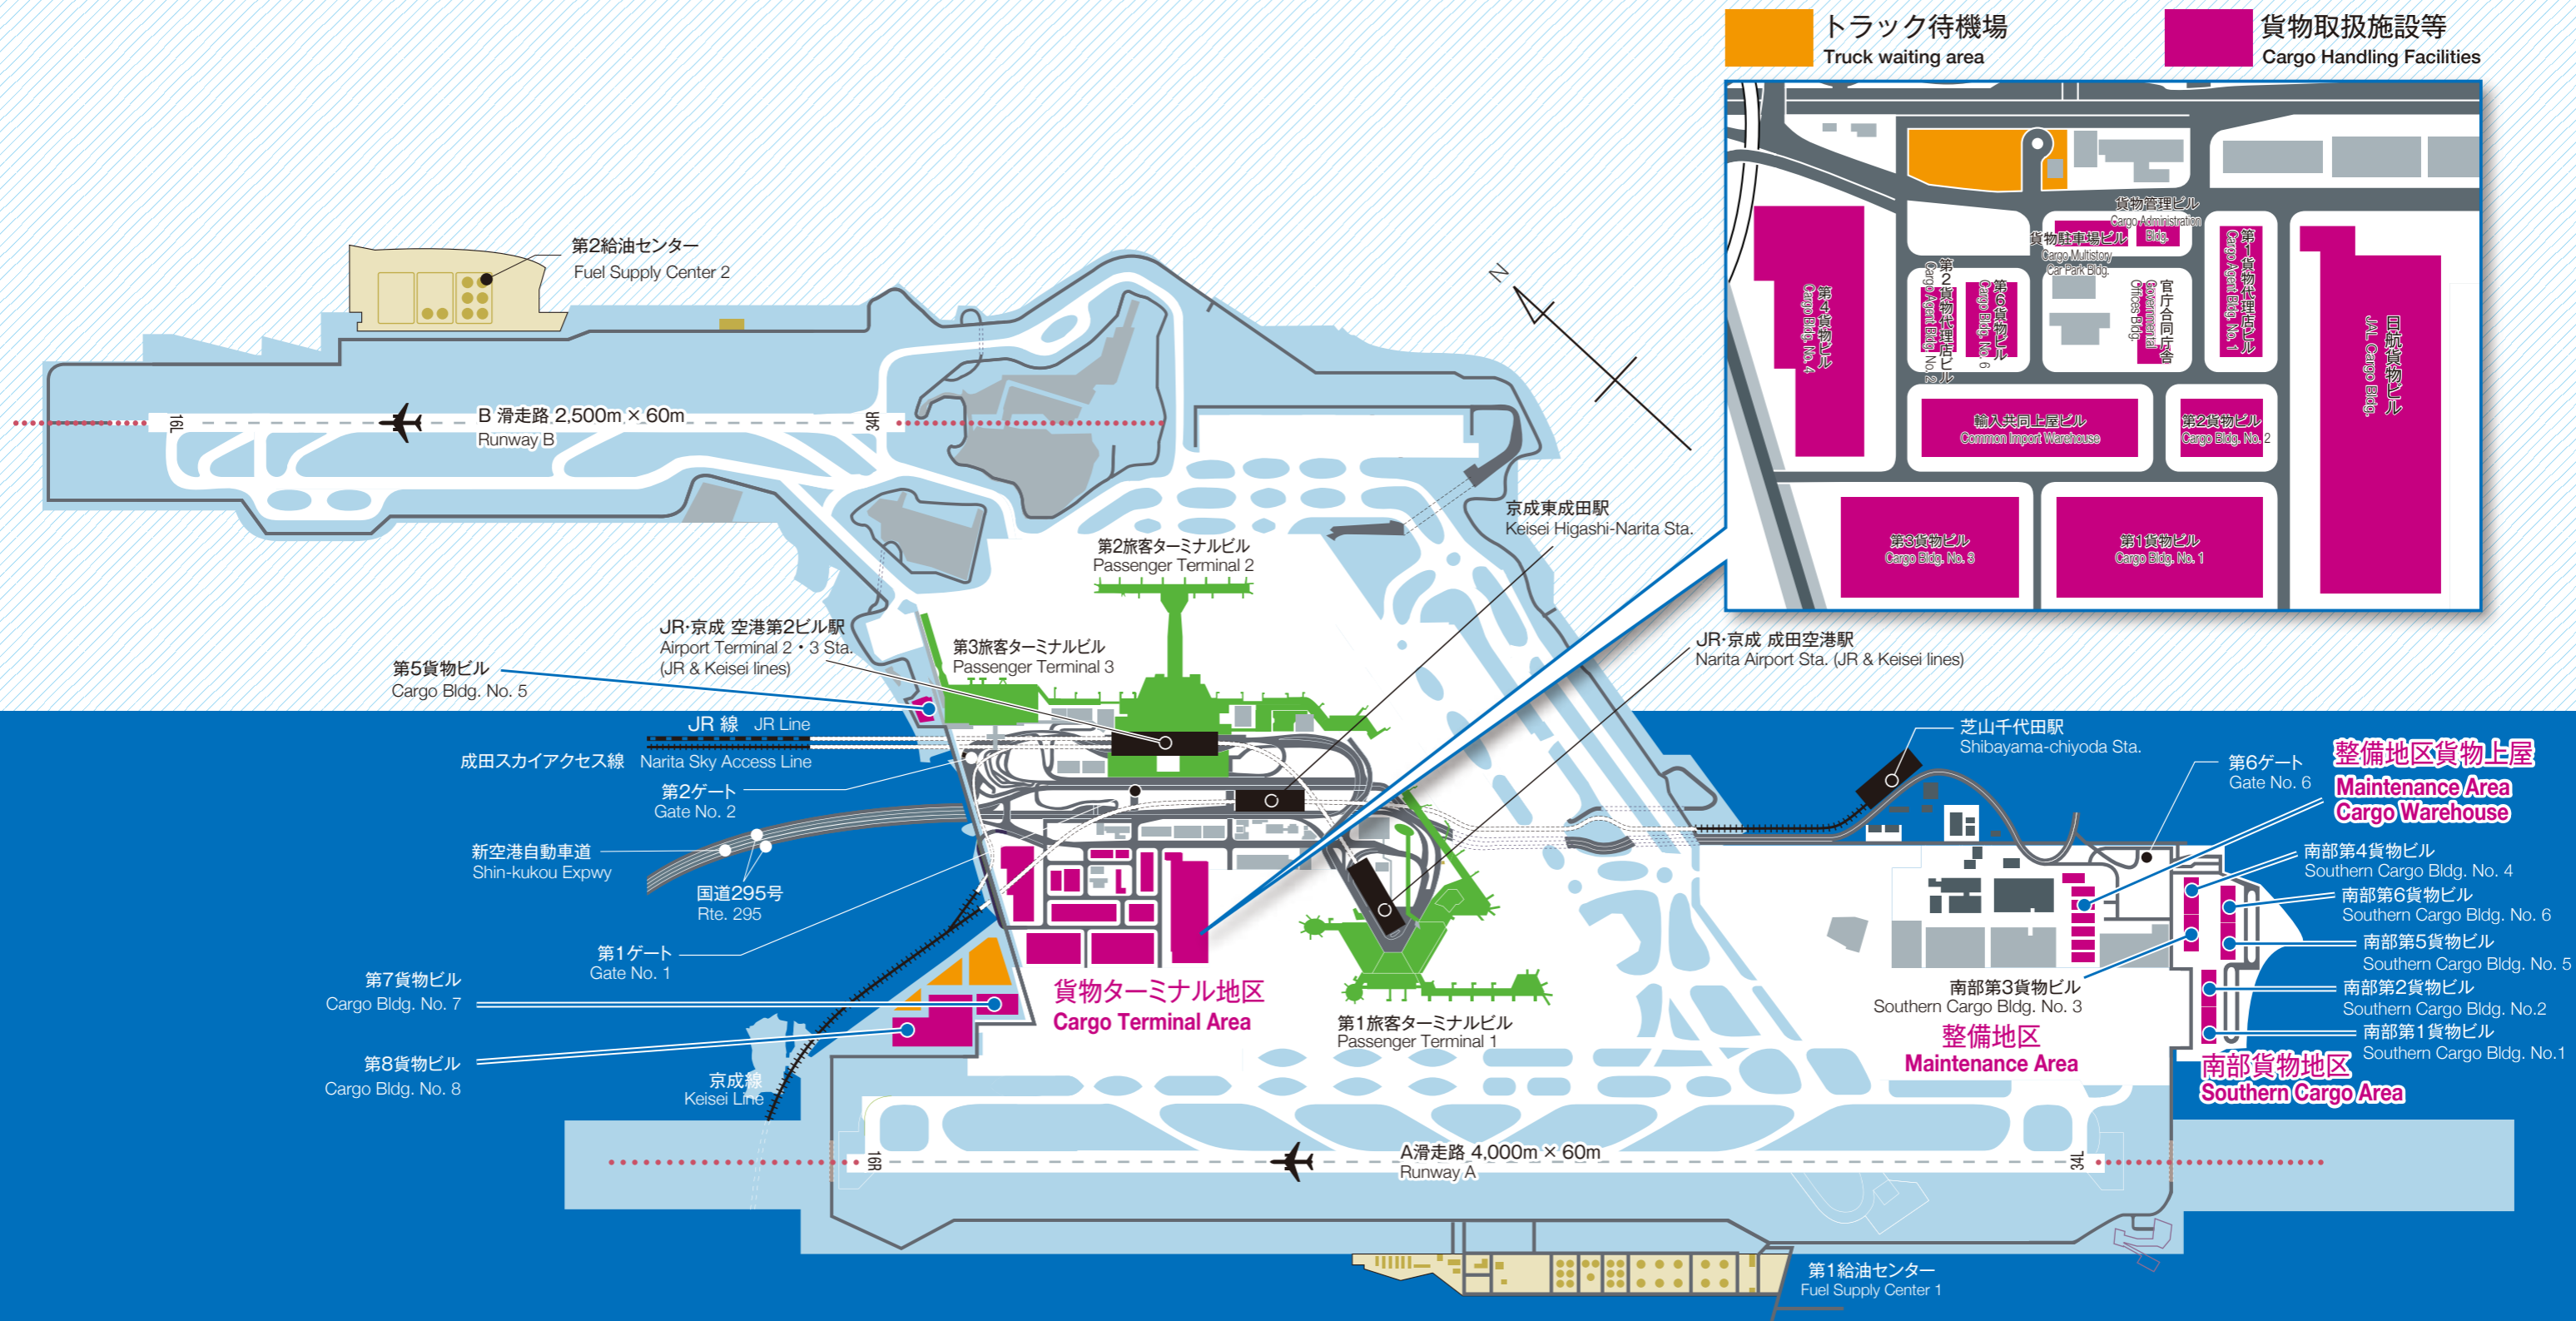 トラック待機場
Truck waiting area
貨物取扱施設等
Cargo Handling Facilities
貨物管理ビル
Cargo Administration
Bldg.
貨物駐車場ビル
Cargo Multistory
Car Park Bldg.
第1貨物代理店ビル
Cargo Agent Bldg. No. 1
第2貨物代理店ビル
Cargo Agent Bldg. No. 2
第6貨物ビル
Cargo Bldg. No. 6
官庁合同庁舎
Governmental
Offices Bldg.
第4貨物ビル
Cargo Bldg. No. 4
日航貨物ビル
JAL Cargo Bldg.
輸入共同上屋ビル
Common Import Warehouse
第2貨物ビル
Cargo Bldg. No. 2
第3貨物ビル
Cargo Bldg. No. 3
第1貨物ビル
Cargo Bldg. No. 1
第2給油センター
Fuel Supply Center 2
N
16L
B 滑走路 2,500m × 60m
Runway B
34R
京成東成田駅
Keisei Higashi-Narita Sta.
第2旅客ターミナルビル
Passenger Terminal 2
JR・京成 空港第2ビル駅
Airport Terminal 2・3 Sta.
(JR & Keisei lines)
第3旅客ターミナルビル
Passenger Terminal 3
JR・京成 成田空港駅
Narita Airport Sta. (JR & Keisei lines)
第5貨物ビル
Cargo Bldg. No. 5
JR 線 JR Line
成田スカイアクセス線 Narita Sky Access Line
第2ゲート
Gate No. 2
新空港自動車道
Shin-kukou Expwy
国道295号
Rte. 295
第1ゲート
Gate No. 1
第7貨物ビル
Cargo Bldg. No. 7
第8貨物ビル
Cargo Bldg. No. 8
京成線
Keisei Line
貨物ターミナル地区
Cargo Terminal Area
第1旅客ターミナルビル
Passenger Terminal 1
芝山千代田駅
Shibayama-chiyoda Sta.
第6ゲート
Gate No. 6
整備地区貨物上屋
Maintenance Area
Cargo Warehouse
南部第4貨物ビル
Southern Cargo Bldg. No. 4
南部第6貨物ビル
Southern Cargo Bldg. No. 6
南部第5貨物ビル
Southern Cargo Bldg. No. 5
南部第3貨物ビル
Southern Cargo Bldg. No. 3
南部第2貨物ビル
Southern Cargo Bldg. No.2
南部第1貨物ビル
Southern Cargo Bldg. No.1
整備地区
Maintenance Area
南部貨物地区
Southern Cargo Area
16R
A滑走路 4,000m × 60m
Runway A
34L
第1給油センター
Fuel Supply Center 1